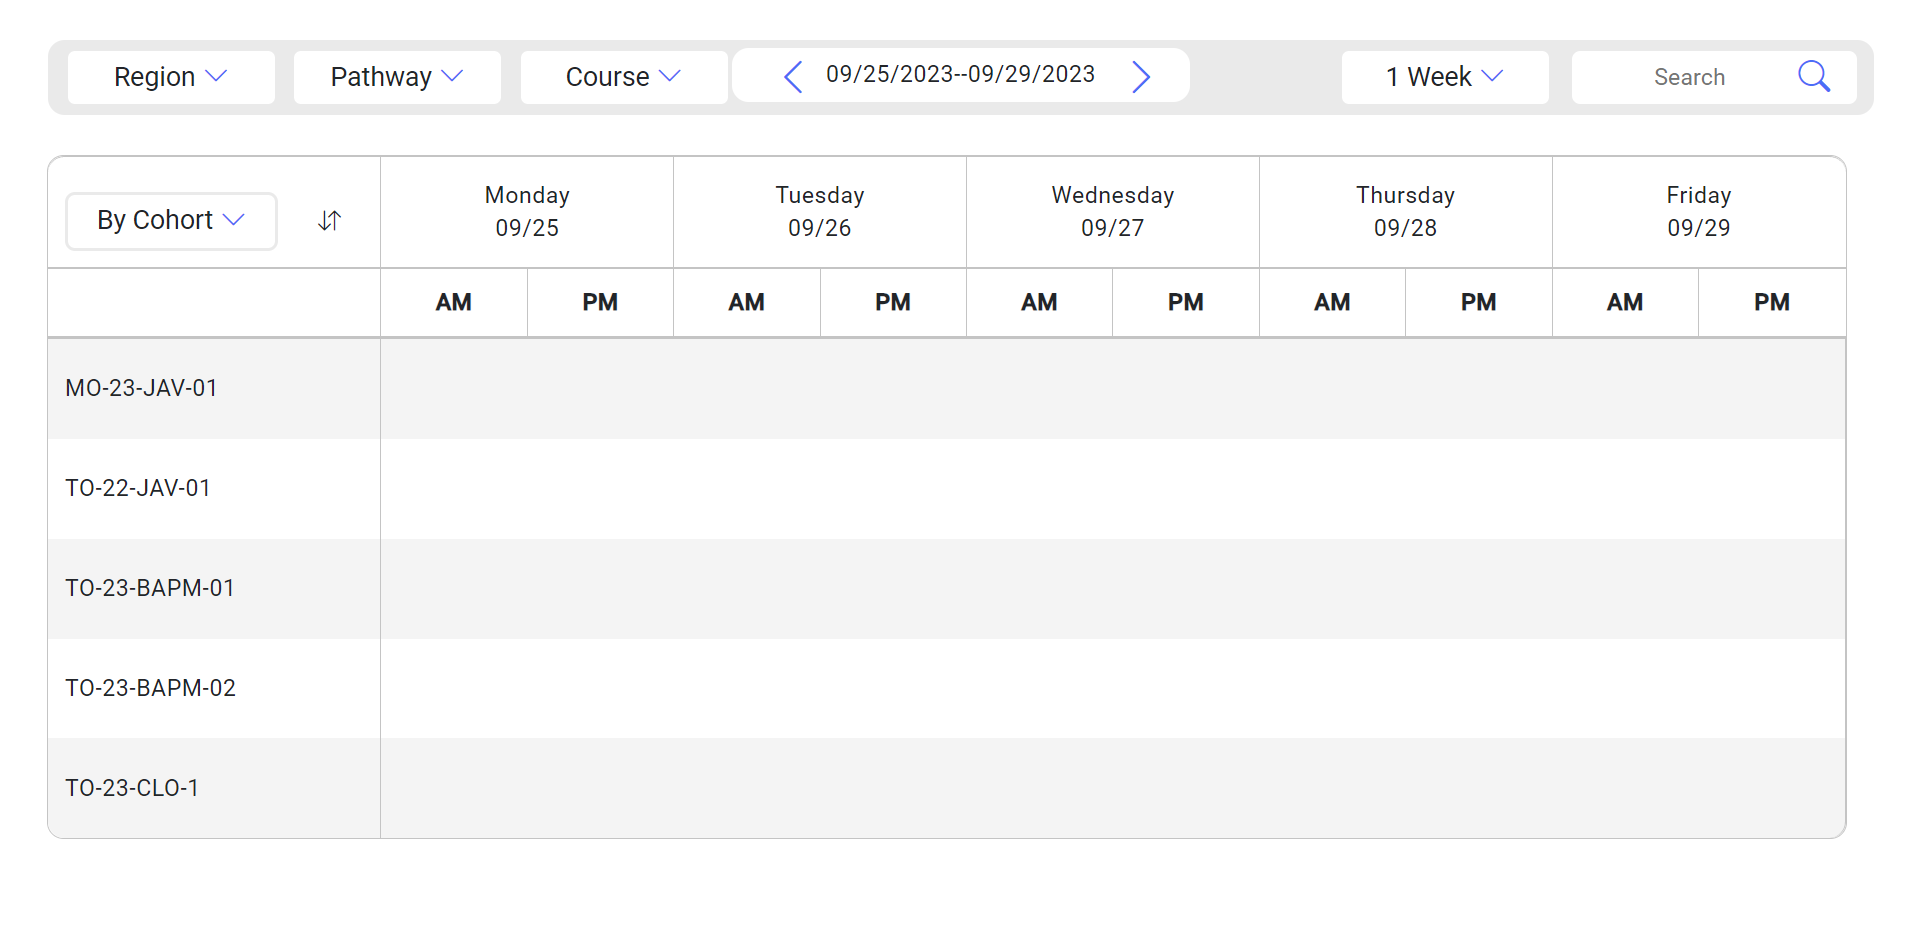 Region Pathway Course 09/25/2023--09/29/2023 1 Week Search
By Cohort
Monday Tuesday Wednesday Thursday Friday
09/25 09/26 09/27 09/28 09/29
AM PM AM PM AM PM AM PM AM PM
MO-23-JAV-01
TO-22-JAV-01
TO-23-BAPM-01
TO-23-BAPM-02
TO-23-CLO-1